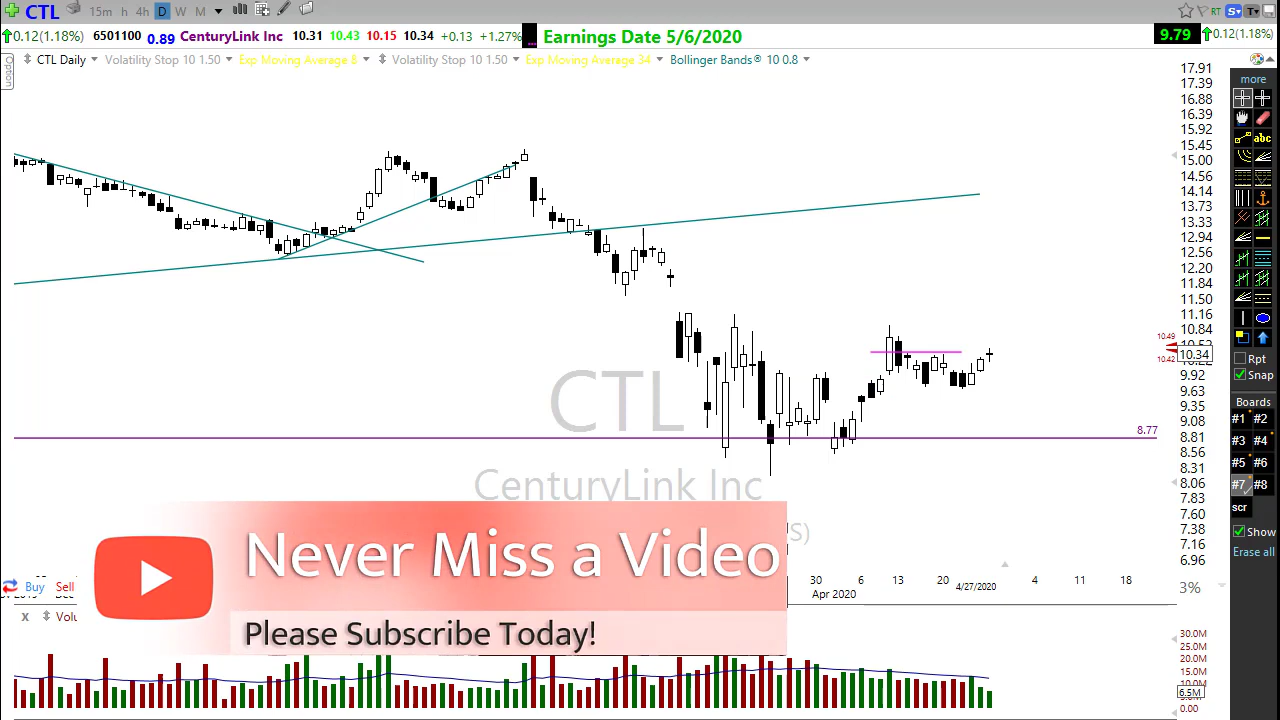 CTL 15m h 4h D W M RT S T
0.12(1.18%) 6501100 0.89 CenturyLink Inc 10.31 10.43 10.15 10.34 +0.13 +1.27% Earnings Date 5/6/2020 9.79 0.12(1.18%)
Option CTL Daily Volatility Stop 10 1.50 Exp Moving Average 8 Volatility Stop 10 1.50 Exp Moving Average 34 Bollinger Bands® 10 0.8
17.91
17.39
16.88
16.39
15.92
15.45
15.00
14.56
14.14
13.73
13.33
12.94
12.56
12.20
11.84
11.50
11.16
10.84
10.49
10.34
10.42
9.92
9.63
9.35
9.08
8.77
8.81
8.56
8.31
8.06
7.83
7.60
7.38
7.16
6.96
CTL
CenturyLink Inc
S)
Never Miss a Video
Please Subscribe Today!
Buy Sell
30 6 13 20 4/27/2020 4 11 18
Apr 2020
3%
x Volu
30.0M
25.0M
20.0M
15.0M
6.5M
0.00
more
abc
Rpt
Snap
Boards
#1 #2
#3 #4
#5 #6
#7 #8
scr
Show
Erase all